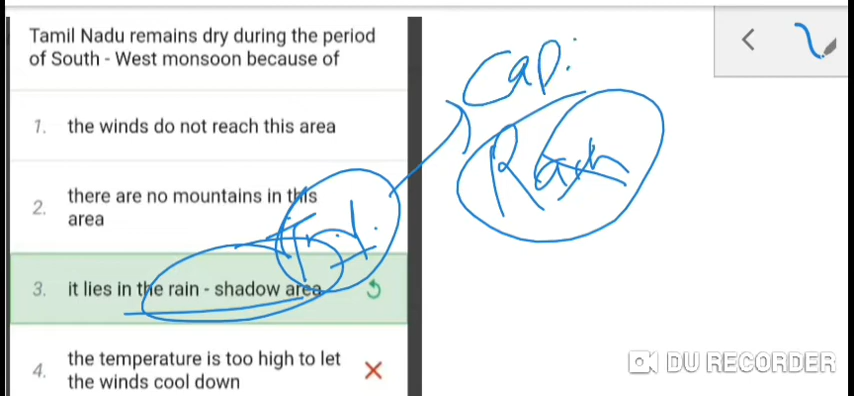 Tamil Nadu remains dry during the period
of South - West monsoon because of
1. the winds do not reach this area
2. there are no mountains in this
area
3. it lies in the rain - shadow area
4. the temperature is too high to let
the winds cool down
Cap.
DU RECORDER